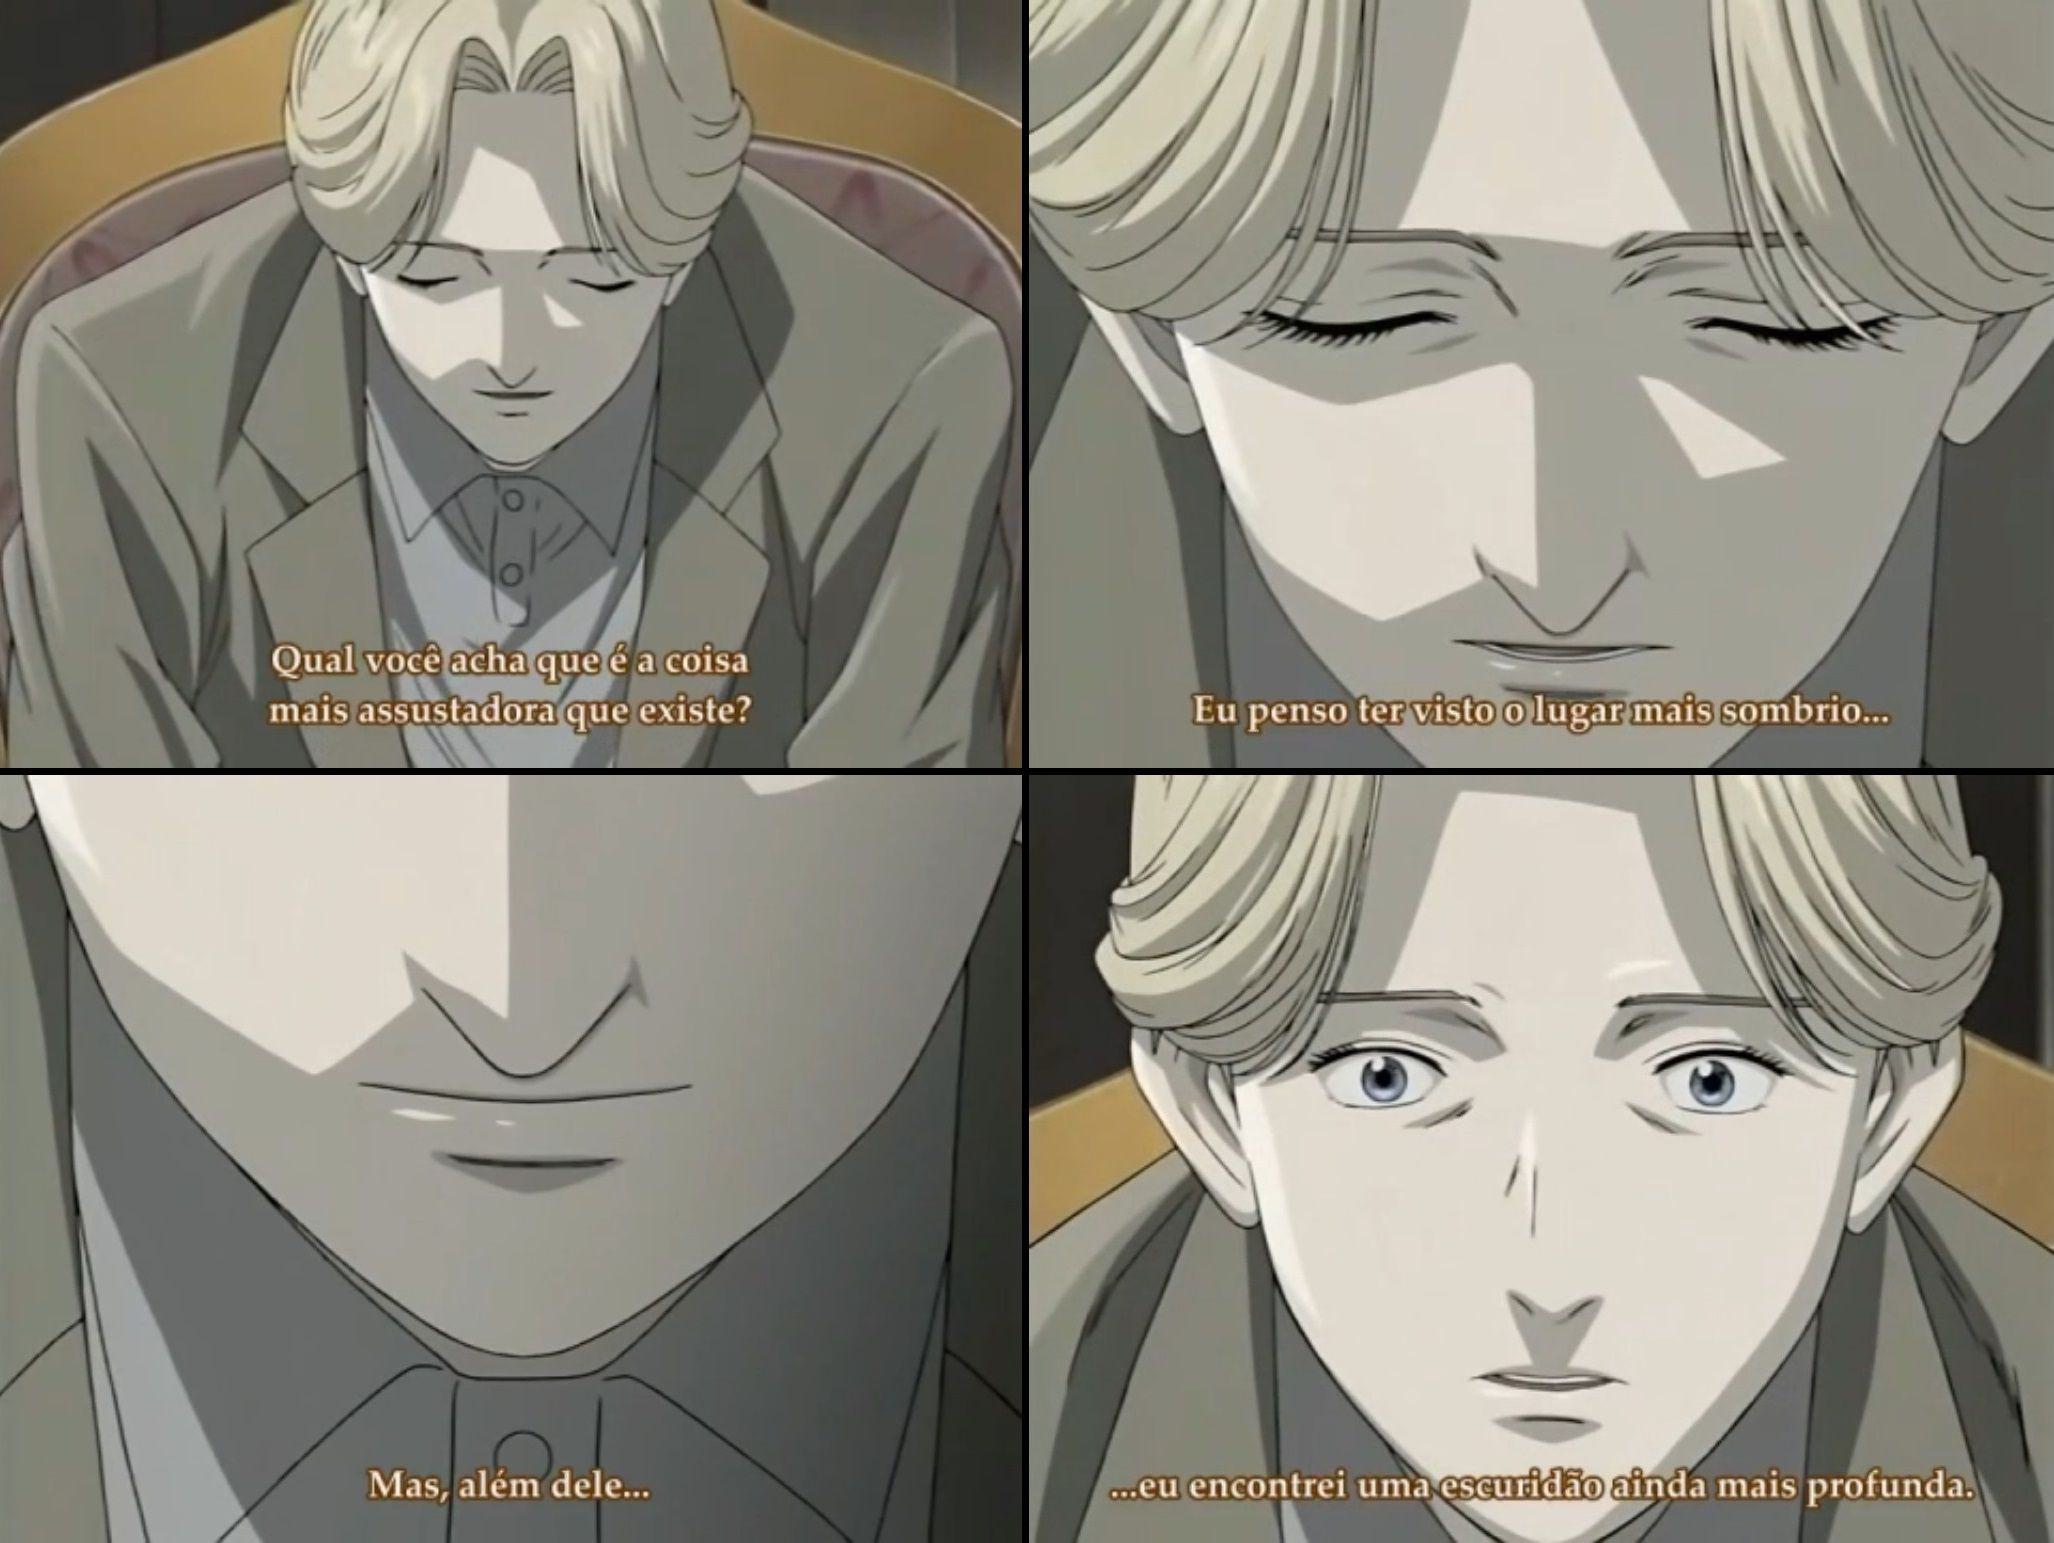 Qual você acha que é a coisa
mais assustadora que existe?
Eu penso ter visto o lugar mais sombrio...
Mas, além dele...
...eu encontrei uma escuridão ainda mais profunda.